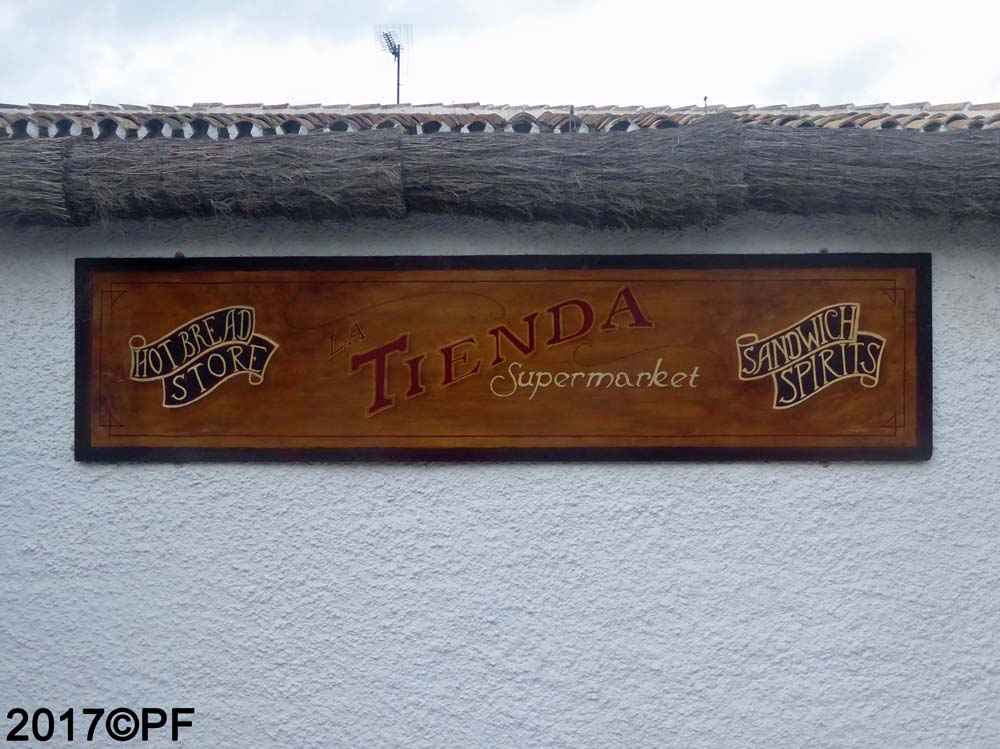 HOT BREAD
STORE
LA
TIENDA
Supermarket
SANDWICH
SPIRITS
2017©PF